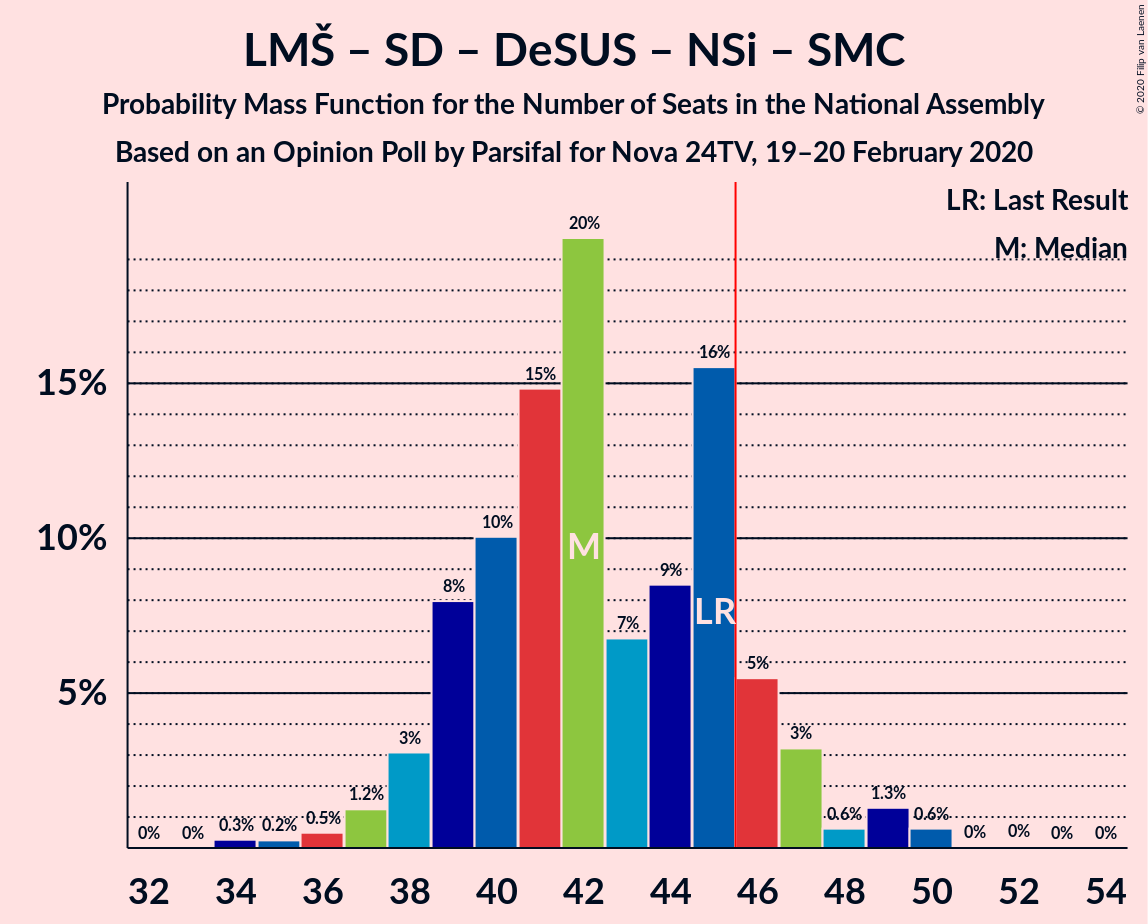 LMŠ – SD – DeSUS – NSi – SMC
Probability Mass Function for the Number of Seats in the National Assembly
Based on an Opinion Poll by Parsifal for Nova 24TV, 19–20 February 2020
© 2020 Filip van Laenen
LR: Last Result
M: Median
15%
10%
5%
0%
0%
0.3%
0.2%
0.5%
1.2%
3%
8%
10%
15%
20%
7%
9%
16%
5%
3%
0.6%
1.3%
0.6%
0%
0%
0%
0%
M
LR
32 34 36 38 40 42 44 46 48 50 52 54